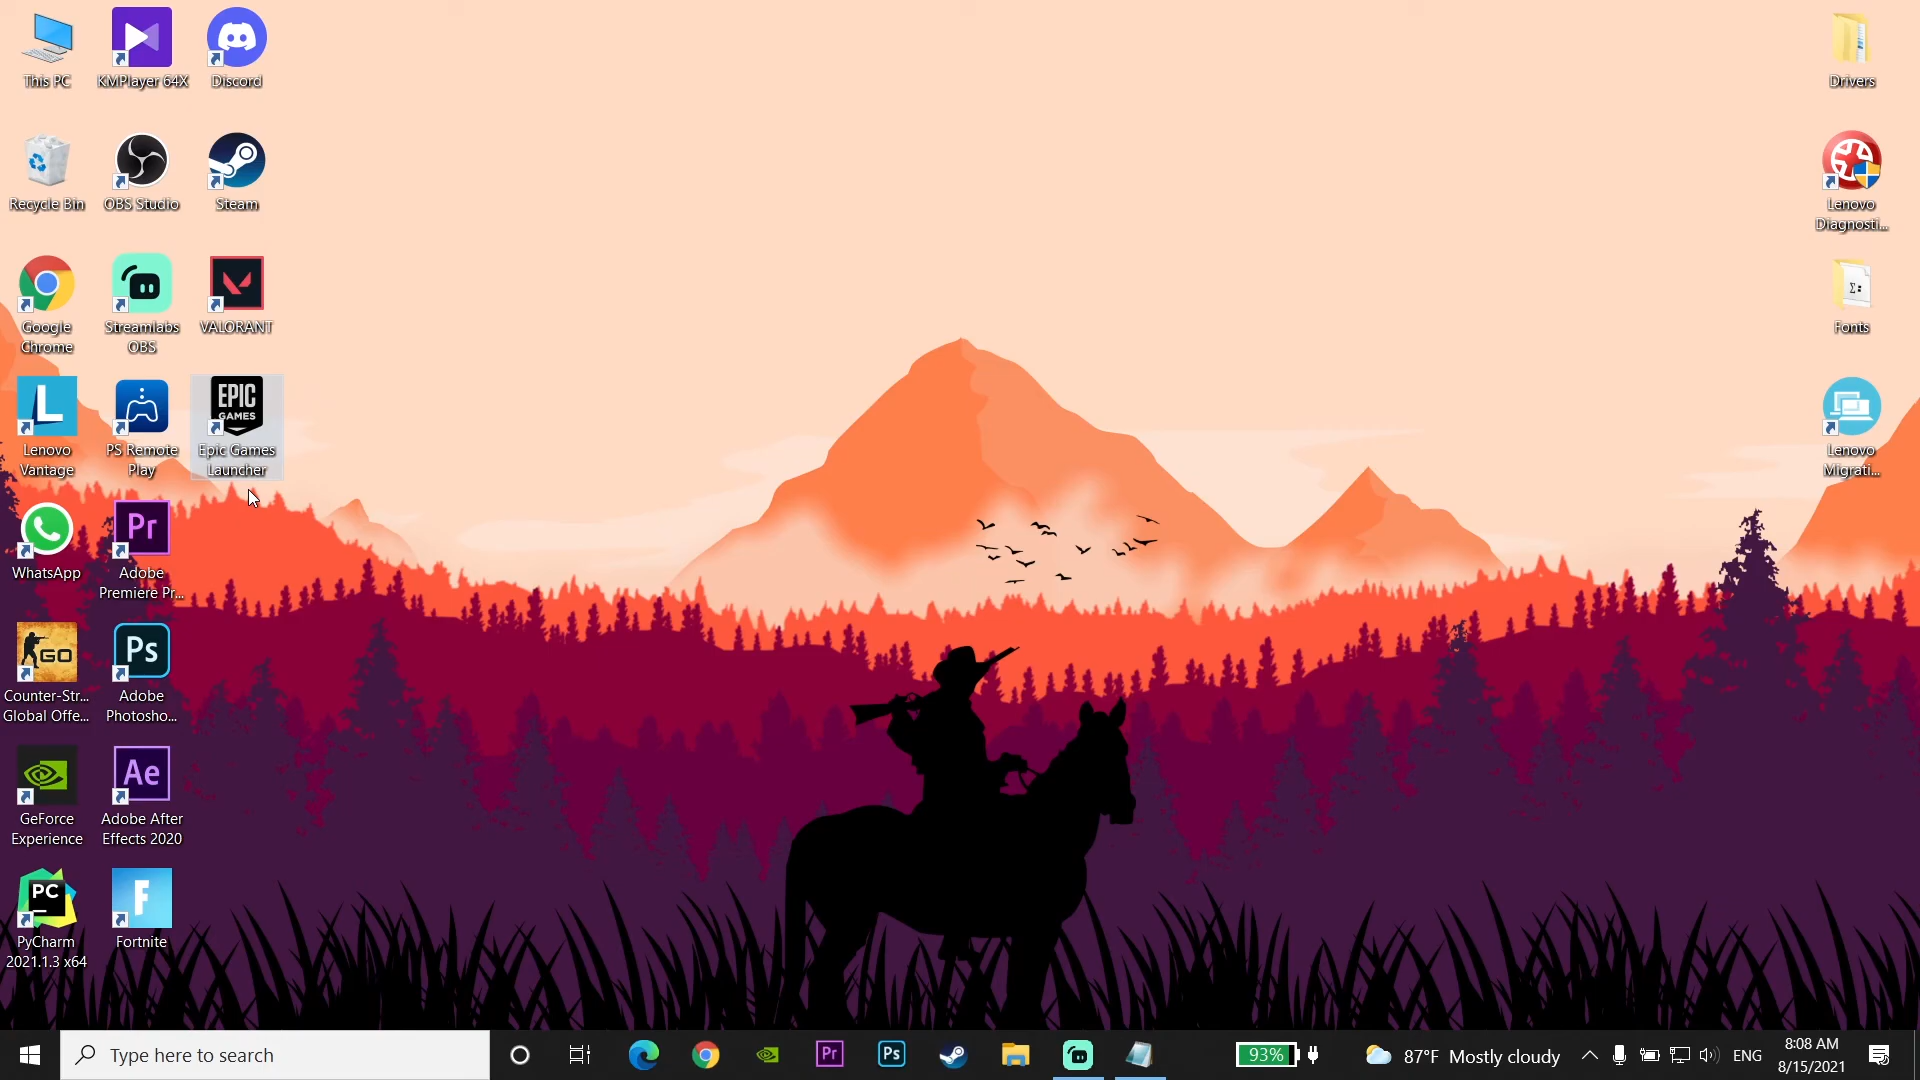 This PC
KMPlayer 64X
Discord
Recycle Bin
OBS Studio
Steam
Google
Chrome
Streamlabs
OBS
VALORANT
L
Lenovo
Vantage
PS Remote
Play
EPIC
GAMES
Epic Games
Launcher
WhatsApp
Pr
Adobe
Premiere Pr...
GO
Counter-Str...
Global Offe...
Ps
Adobe
Photosho...
GeForce
Experience
Ae
Adobe After
Effects 2020
PC
PyCharm
2021.1.3 x64
F
Fortnite
Drivers
Lenovo
Diagnosti...
Fonts
Lenovo
Migrati...
Type here to search
Pr
Ps
93%
87°F Mostly cloudy
ENG
8:08 AM
8/15/2021